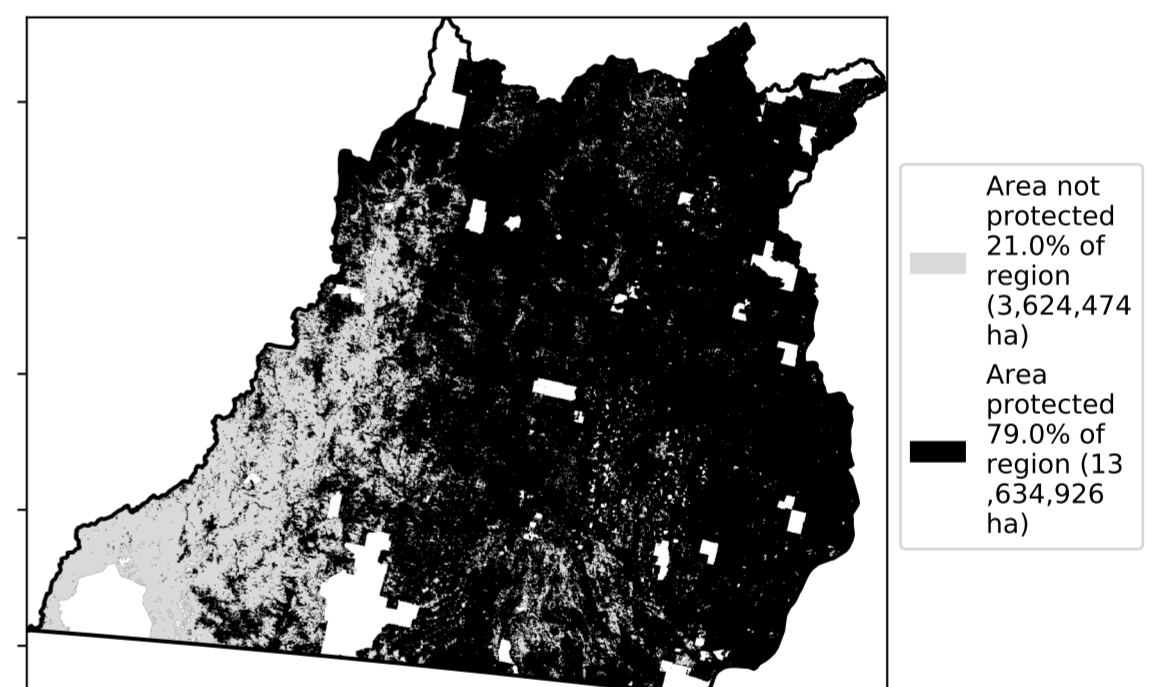 Area not
protected
21.0% of
region
(3,624,474
ha)
Area
protected
79.0% of
region (13
,634,926
ha)